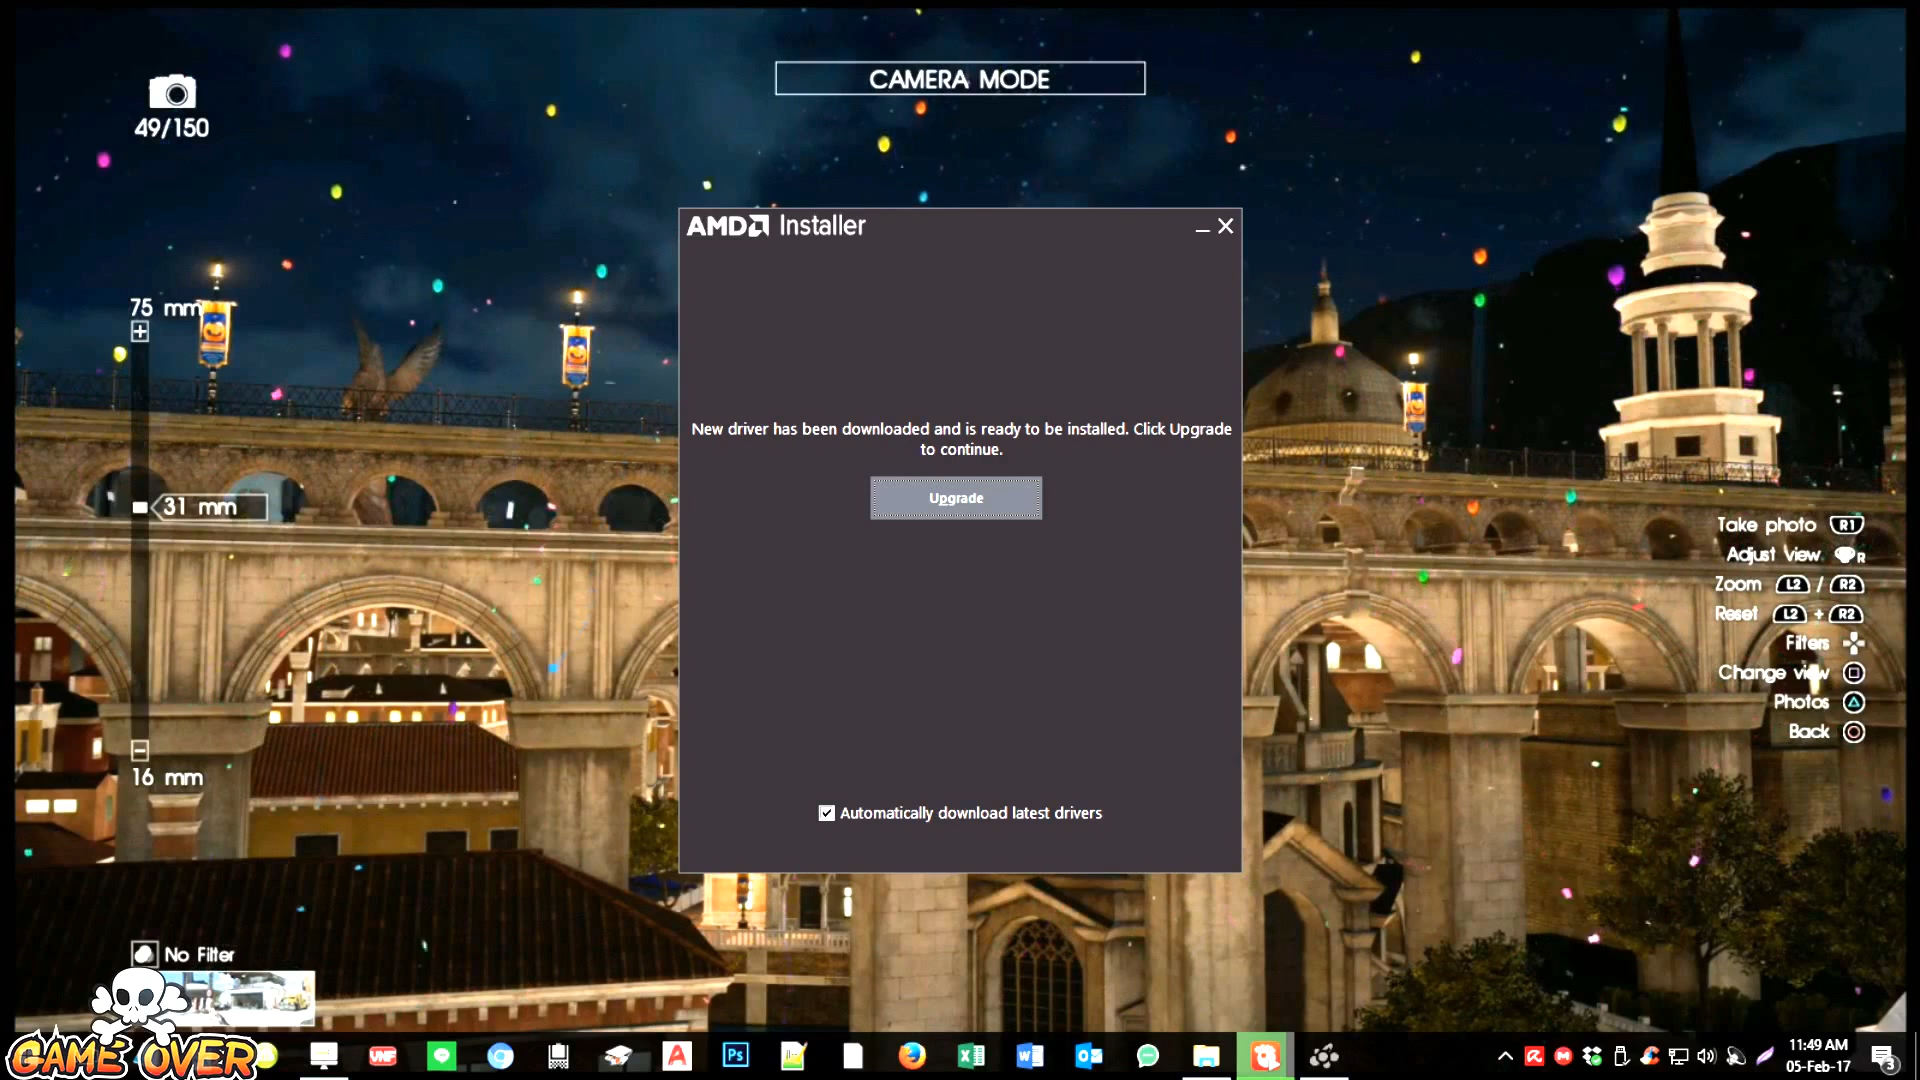 CAMERA MODE
49/150
AMD Installer
75 mm
New driver has been downloaded and is ready to be installed. Click Upgrade
to continue.
Upgrade
31 mm
Take photo R1
Adjust view R
Zoom L2 / R2
Reset L2 + R2
Filters
Change view
Photos
Back
16 mm
Automatically download latest drivers
No Filter
GAME OVER
UNF
A
Ps
11:49 AM
05-Feb-17
3